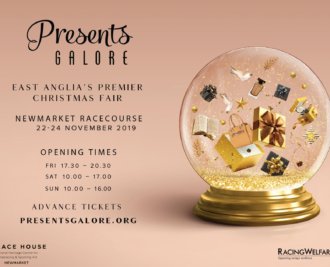 Presents
GALORE
EAST ANGLIA'S PREMIER
CHRISTMAS FAIR
NEWMARKET RACECOURSE
22-24 NOVEMBER 2019
OPENING TIMES
FRI 17.30 – 20.30
SAT 10.00 – 17.00
SUN 10.00 – 16.00
ADVANCE TICKETS
PRESENTSGALORE.ORG
ACE HOUSE
NEWMARKET
RACINGWELFAR